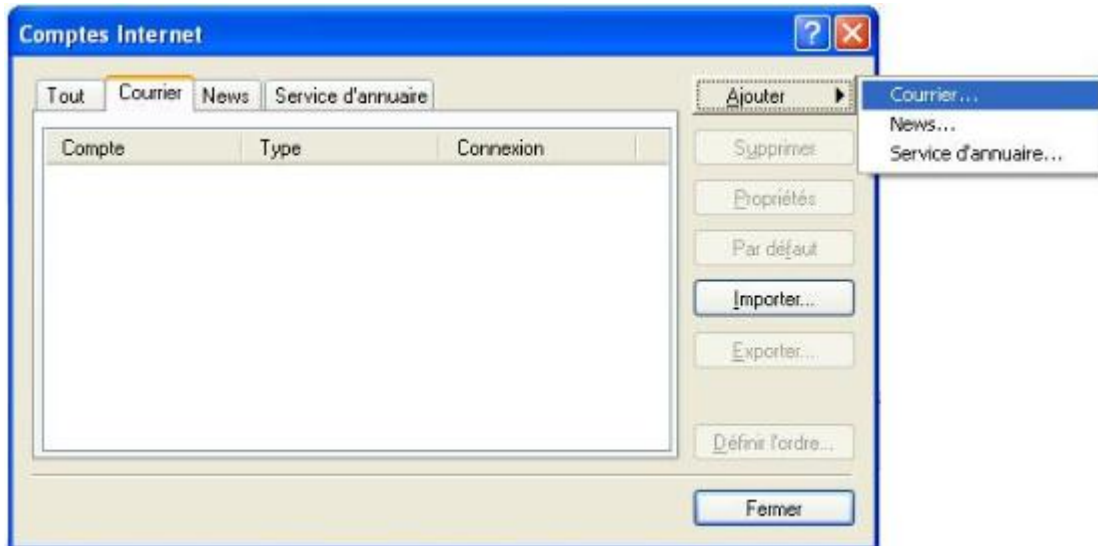 Comptes Internet
Tout Courrier News Service d'annuaire
Compte Type Connexion
Ajouter
Supprimer
Propriétés
Par défaut
Importer...
Exporter...
Définir l'ordre...
Fermer
Courrier...
News...
Service d'annuaire...